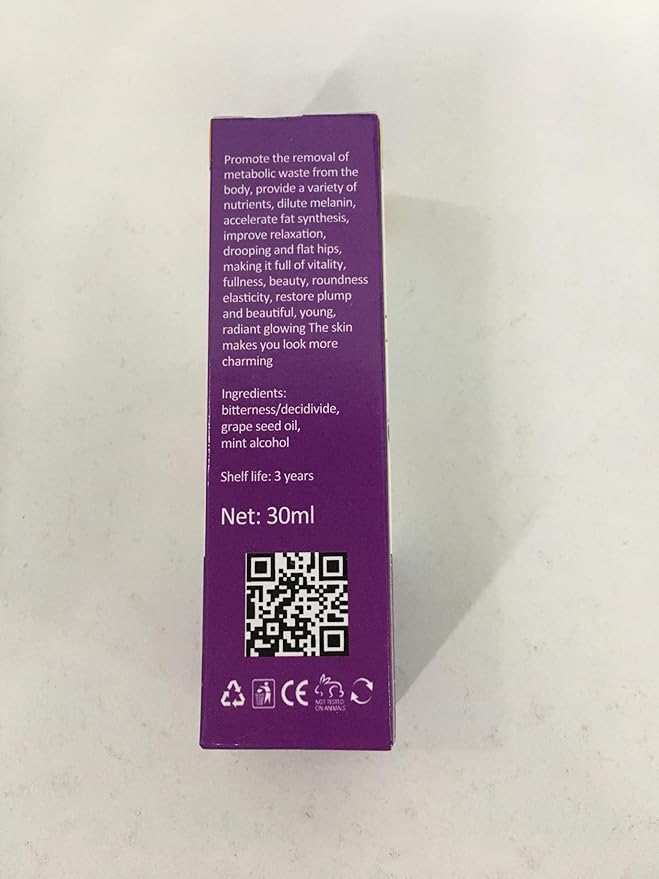 Promote the removal of
metabolic waste from the
body, provide a variety of
nutrients, dilute melanin,
accelerate fat synthesis,
improve relaxation,
drooping and flat hips,
making it full of vitality,
fullness, beauty, roundness
elasticity, restore plump
and beautiful, young,
radiant glowing The skin
makes you look more
charming
Ingredients:
bitterness/decidivide,
grape seed oil,
mint alcohol
Shelf life: 3 years
Net: 30ml
CE
NOT TESTED
ON ANIMALS